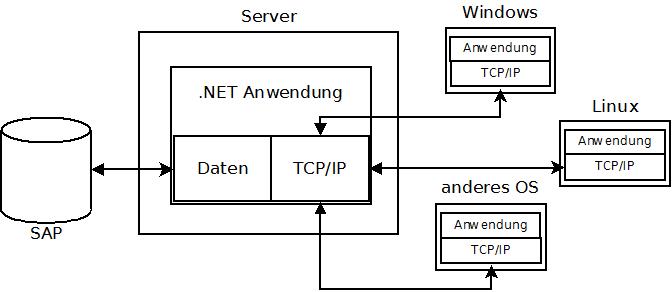 Server
.NET Anwendung
Daten
TCP/IP
SAP
Windows
Anwendung
TCP/IP
Linux
Anwendung
TCP/IP
anderes OS
Anwendung
TCP/IP